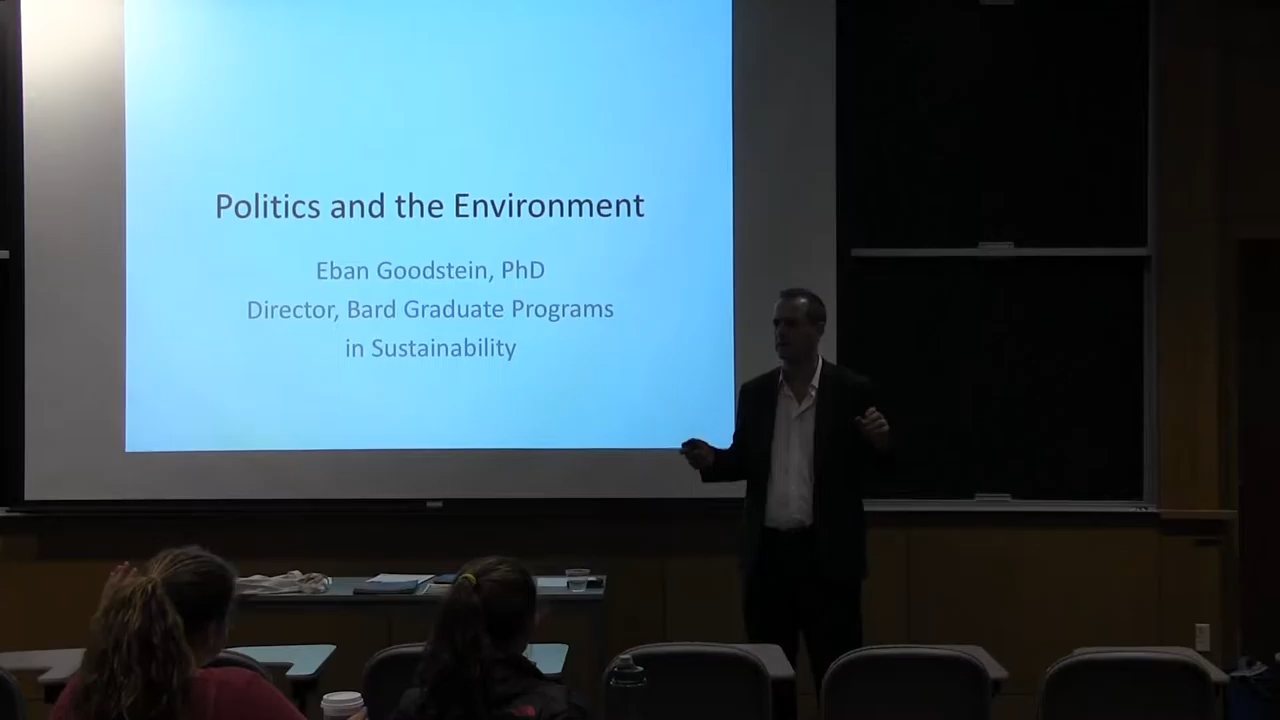 Politics and the Environment
Eban Goodstein, PhD
Director, Bard Graduate Programs
in Sustainability